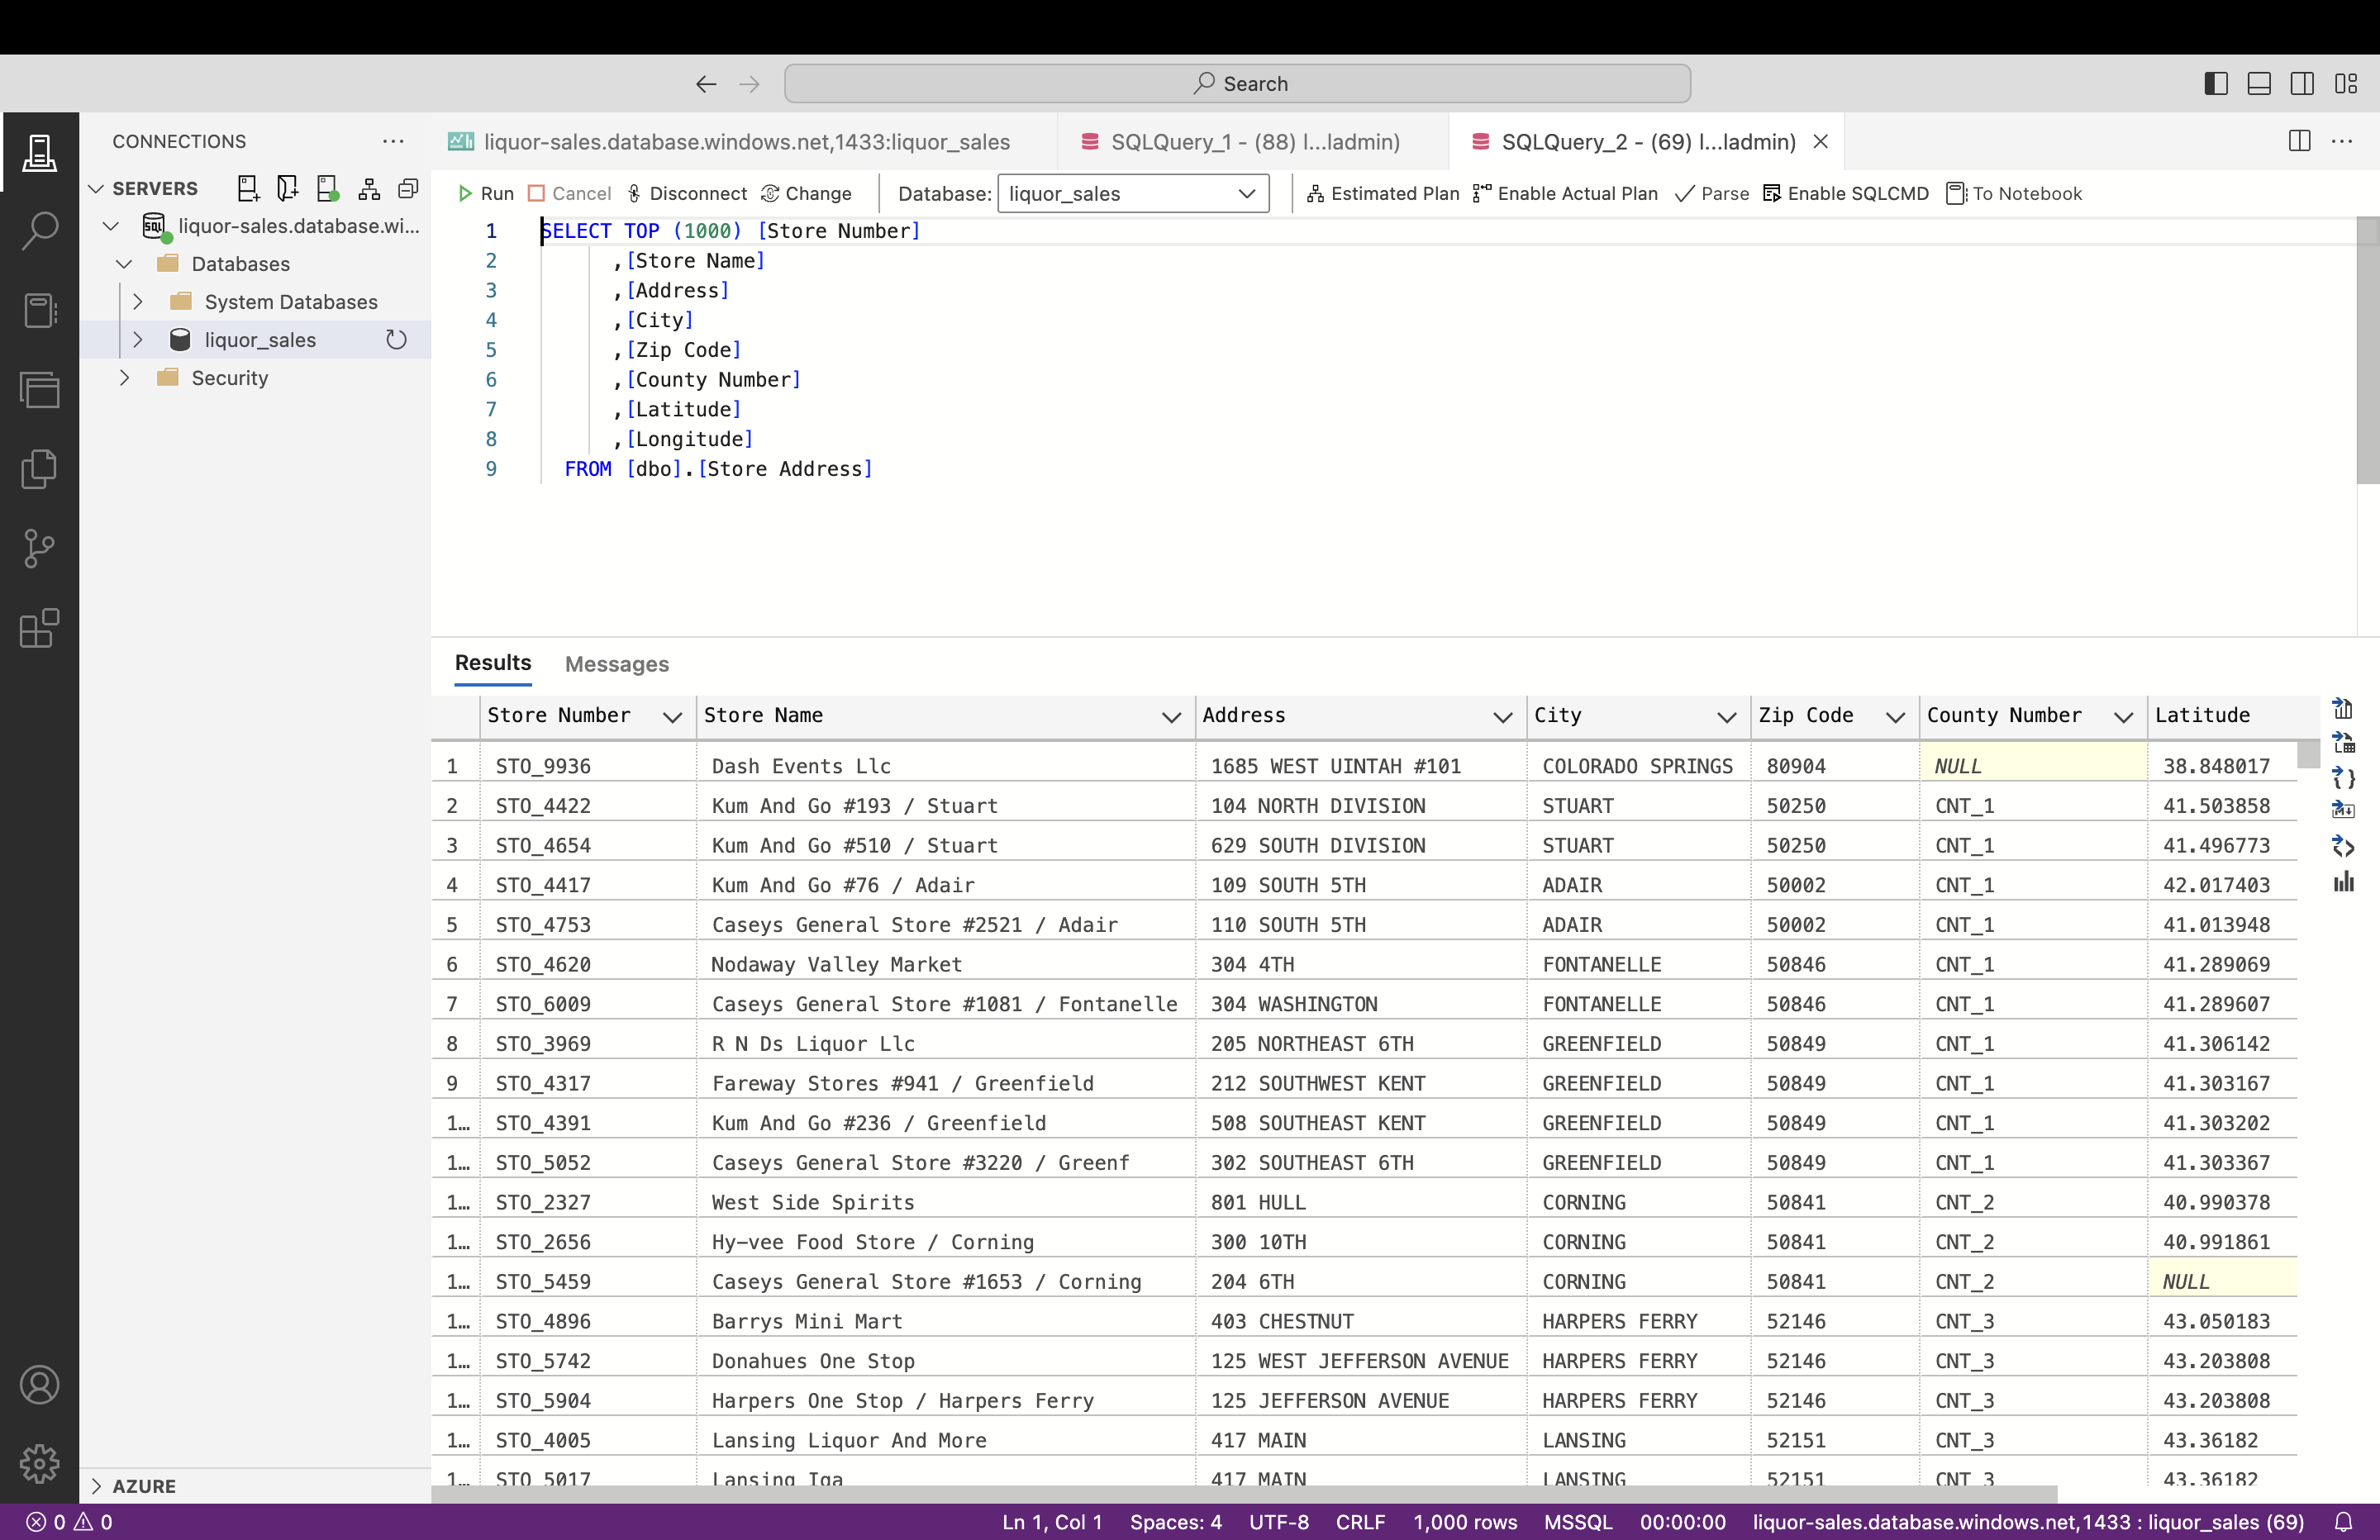 Search
CONNECTIONS ...
liquor-sales.database.windows.net,1433:liquor_sales
SQLQuery_1 - (88) l...ladmin)
SQLQuery_2 - (69) l...ladmin)
SERVERS
Run Cancel Disconnect Change Database: liquor_sales Estimated Plan Enable Actual Plan Parse Enable SQLCMD To Notebook
liquor-sales.database.wi...
Databases
System Databases
liquor_sales
Security
1 SELECT TOP (1000) [Store Number]
2 ,[Store Name]
3 ,[Address]
4 ,[City]
5 ,[Zip Code]
6 ,[County Number]
7 ,[Latitude]
8 ,[Longitude]
9 FROM [dbo].[Store Address]
Results Messages
Store Number Store Name Address City Zip Code County Number Latitude
1 STO_9936 Dash Events Llc 1685 WEST UINTAH #101 COLORADO SPRINGS 80904 NULL 38.848017
2 STO_4422 Kum And Go #193 / Stuart 104 NORTH DIVISION STUART 50250 CNT_1 41.503858
3 STO_4654 Kum And Go #510 / Stuart 629 SOUTH DIVISION STUART 50250 CNT_1 41.496773
4 STO_4417 Kum And Go #76 / Adair 109 SOUTH 5TH ADAIR 50002 CNT_1 42.017403
5 STO_4753 Caseys General Store #2521 / Adair 110 SOUTH 5TH ADAIR 50002 CNT_1 41.013948
6 STO_4620 Nodaway Valley Market 304 4TH FONTANELLE 50846 CNT_1 41.289069
7 STO_6009 Caseys General Store #1081 / Fontanelle 304 WASHINGTON FONTANELLE 50846 CNT_1 41.289607
8 STO_3969 R N Ds Liquor Llc 205 NORTHEAST 6TH GREENFIELD 50849 CNT_1 41.306142
9 STO_4317 Fareway Stores #941 / Greenfield 212 SOUTHWEST KENT GREENFIELD 50849 CNT_1 41.303167
1... STO_4391 Kum And Go #236 / Greenfield 508 SOUTHEAST KENT GREENFIELD 50849 CNT_1 41.303202
1... STO_5052 Caseys General Store #3220 / Greenf 302 SOUTHEAST 6TH GREENFIELD 50849 CNT_1 41.303367
1... STO_2327 West Side Spirits 801 HULL CORNING 50841 CNT_2 40.990378
1... STO_2656 Hy-vee Food Store / Corning 300 10TH CORNING 50841 CNT_2 40.991861
1... STO_5459 Caseys General Store #1653 / Corning 204 6TH CORNING 50841 CNT_2 NULL
1... STO_4896 Barrys Mini Mart 403 CHESTNUT HARPERS FERRY 52146 CNT_3 43.050183
1... STO_5742 Donahues One Stop 125 WEST JEFFERSON AVENUE HARPERS FERRY 52146 CNT_3 43.203808
1... STO_5904 Harpers One Stop / Harpers Ferry 125 JEFFERSON AVENUE HARPERS FERRY 52146 CNT_3 43.203808
1... STO_4005 Lansing Liquor And More 417 MAIN LANSING 52151 CNT_3 43.36182
1... STO_5017 Lansing Iga 417 MAIN LANSING 52151 CNT_3 43.36182
AZURE
0 0 Ln 1, Col 1 Spaces: 4 UTF-8 CRLF 1,000 rows MSSQL 00:00:00 liquor-sales.database.windows.net,1433 : liquor_sales (69)